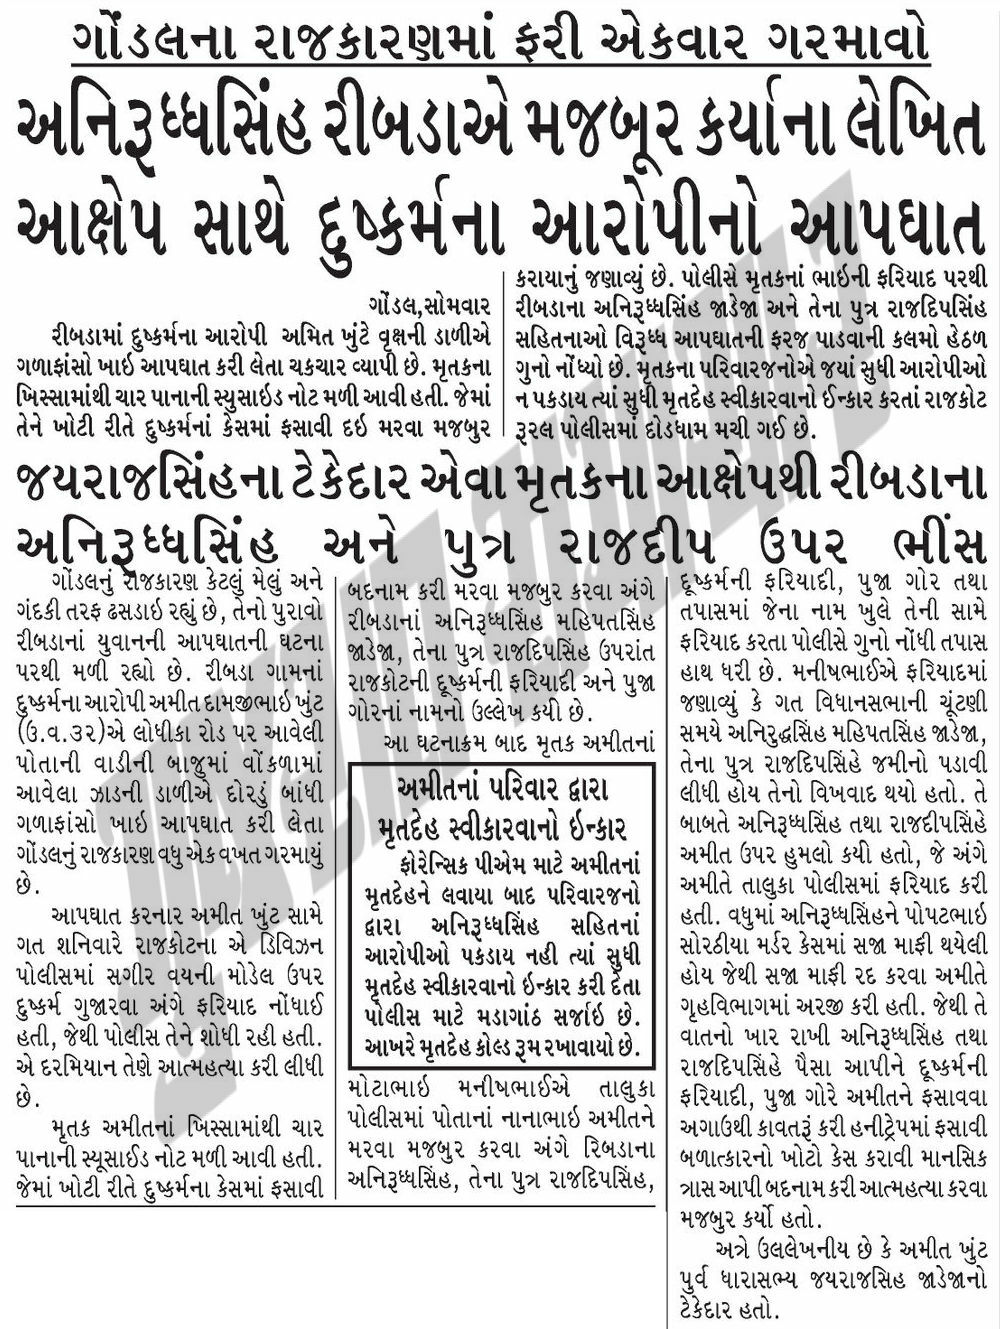 ગોંડલના રાજકારણમાં ફરી એકવાર ગરમાવો
અનિરૂધ્ધસિંહ રીબડાએ મજબૂર કર્યાના લેખિત
આક્ષેપ સાથે દુષ્કર્મના આરોપીનો આપઘાત
ગોંડલ,સોમવાર
રીબડામાં દુષ્કર્મના આરોપી અમિત ખુંટે વૃક્ષની ડાળીએ
ગળાફાંસો ખાઇ આપઘાત કરી લેતા ચકચાર વ્યાપી છે. મૃતકના
ખિસ્સામાંથી ચાર પાનાની સ્યુસાઇડ નોટ મળી આવી હતી. જેમાં
તેને ખોટી રીતે દુષ્કર્મનાં કેસમાં ફસાવી દઇ મરવા મજબુર
કરાયાનું જણાવ્યું છે. પોલીસે મૃતકનાં ભાઇની ફરિયાદ પરથી
રીબડાના અનિરૂધ્ધસિંહ જાડેજા અને તેના પુત્ર રાજદિપસિંહ
સહિતનાઓ વિરૂધ્ધ આપઘાતની ફરજ પાડવાની કલમો હેઠળ
ગુનો નોંધ્યો છે. મૃતકના પરિવારજનોએ જયાં સુધી આરોપીઓ
ન પકડાય ત્યાં સુધી મૃતદેહ સ્વીકારવાનો ઈન્કાર કરતાં રાજકોટ
રૂરલ પોલીસમાં દોડધામ મચી ગઈ છે.
જયરાજસિંહના ટેકેદાર એવા મૃતકના આક્ષેપથી રીબડાના
અનિરૂધ્ધસિંહ અને પુત્ર રાજદીપ ઉપર ભીંસ
ગોંડલનું રાજકારણ કેટલું મેલું અને
ગંદકી તરફ ઢસડાઇ રહ્યું છે, તેનો પુરાવો
રીબડાનાં યુવાનની આપઘાતની ઘટના
પરથી મળી રહ્યો છે. રીબડા ગામનાં
દુષ્કર્મના આરોપી અમીત દામજીભાઇ ખુંટ
(ઉ.વ.૩૨)એ લોધીકા રોડ પર આવેલી
પોતાની વાડીની બાજુમાં વોંકળામાં
આવેલા ઝાડની ડાળીએ દોરડું બાંધી
ગળાફાંસો ખાઇ આપઘાત કરી લેતા
ગોંડલનું રાજકારણ વધુ એક વખત ગરમાયું
છે.
આપઘાત કરનાર અમીત ખુંટ સામે
ગત શનિવારે રાજકોટના એ ડિવિઝન
પોલીસમાં સગીર વયની મોડેલ ઉપર
દુષ્કર્મ ગુજારવા અંગે ફરિયાદ નોંધાઈ
હતી, જેથી પોલીસ તેને શોધી રહી હતી.
એ દરમિયાન તેણે આત્મહત્યા કરી લીધી
છે.
મૃતક અમીતનાં ખિસ્સામાંથી ચાર
પાનાની સ્યૂસાઈડ નોટ મળી આવી હતી.
જેમાં ખોટી રીતે દુષ્કર્મના કેસમાં ફસાવી
બદનામ કરી મરવા મજબુર કરવા અંગે
રીબડાનાં અનિરૂધ્ધસિંહ મહિપતસિંહ
જાડેજા, તેના પુત્ર રાજદિપસિંહ ઉપરાંત
રાજકોટની દૂષ્કર્મની ફરિયાદી અને પુજા
ગોરનાં નામનો ઉલ્લેખ કર્યો છે.
આ ઘટનાક્રમ બાદ મૃતક અમીતનાં
અમીતનાં પરિવાર દ્વારા
મૃતદેહ સ્વીકારવાનો ઇન્કાર
ફોરેન્સિક પીએમ માટે અમીતનાં
મૃતદેહને લવાયા બાદ પરિવારજનો
દ્વારા અનિરૂધ્ધસિંહ સહિતનાં
આરોપીઓ પકડાય નહી ત્યાં સુધી
મૃતદેહ સ્વીકારવાનો ઇન્કાર કરી દેતા
પોલીસ માટે મડાગાંઠ સર્જાઇ છે.
આખરે મૃતદેહ કોલ્ડ રૂમ રખાવાયો છે.
મોટાભાઇ મનીષભાઈએ તાલુકા
પોલીસમાં પોતાનાં નાનાભાઇ અમીતને
મરવા મજબુર કરવા અંગે રિબડાના
અનિરૂધ્ધસિંહ, તેના પુત્ર રાજદિપસિંહ,
દૂષ્કર્મની ફરિયાદી, પુજા ગોર તથા
તપાસમાં જેના નામ ખુલે તેની સામે
ફરિયાદ કરતા પોલીસે ગુનો નોંધી તપાસ
હાથ ધરી છે. મનીષભાઈએ ફરિયાદમાં
જણાવ્યું કે ગત વિધાનસભાની ચૂંટણી
સમયે અનિરુદ્ધસિંહ મહિપતસિંહ જાડેજા,
તેના પુત્ર રાજદિપસિંહે જમીનો પડાવી
લીધી હોય તેનો વિખવાદ થયો હતો. તે
બાબતે અનિરૂધ્ધસિંહ તથા રાજદીપસિંહે
અમીત ઉપર હુમલો કર્યો હતો, જે અંગે
અમીતે તાલુકા પોલીસમાં ફરિયાદ કરી
હતી. વધુમાં અનિરૂધ્ધસિંહને પોપટભાઇ
સોરઠીયા મર્ડર કેસમાં સજા માફી થયેલી
હોય જેથી સજા માફી રદ કરવા અમીતે
ગૃહવિભાગમાં અરજી કરી હતી. જેથી તે
વાતનો ખાર રાખી અનિરૂધ્ધસિંહ તથા
રાજદિપસિંહે પૈસા આપીને દૂષ્કર્મની
ફરિયાદી, પુજા ગોરે અમીતને ફસાવવા
અગાઉથી કાવતરૂં કરી હનીટ્રેપમાં ફસાવી
બળાત્કારનો ખોટો કેસ કરાવી માનસિક
ત્રાસ આપી બદનામ કરી આત્મહત્યા કરવા
મજબુર કર્યો હતો.
અત્રે ઉલલેખનીય છે કે અમીત ખુંટ
પુર્વ ધારાસભ્ય જયરાજસિહ જાડેજાનો
ટેકેદાર હતો.